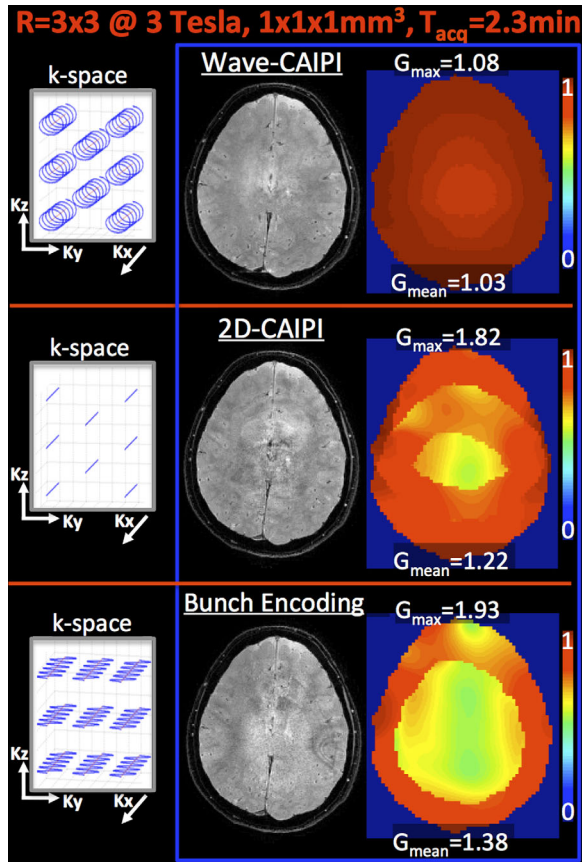 R=3x3 @ 3 Tesla, 1x1x1mm³, Tacq=2.3min
k-space
Kz
Ky
Kx
Wave-CAIPI
Gmax=1.08
Gmean=1.03
1
0
k-space
Kz
Ky
Kx
2D-CAIPI
Gmax=1.82
Gmean=1.22
1
0
k-space
Kz
Ky
Kx
Bunch Encoding
Gmax=1.93
Gmean=1.38
1
0